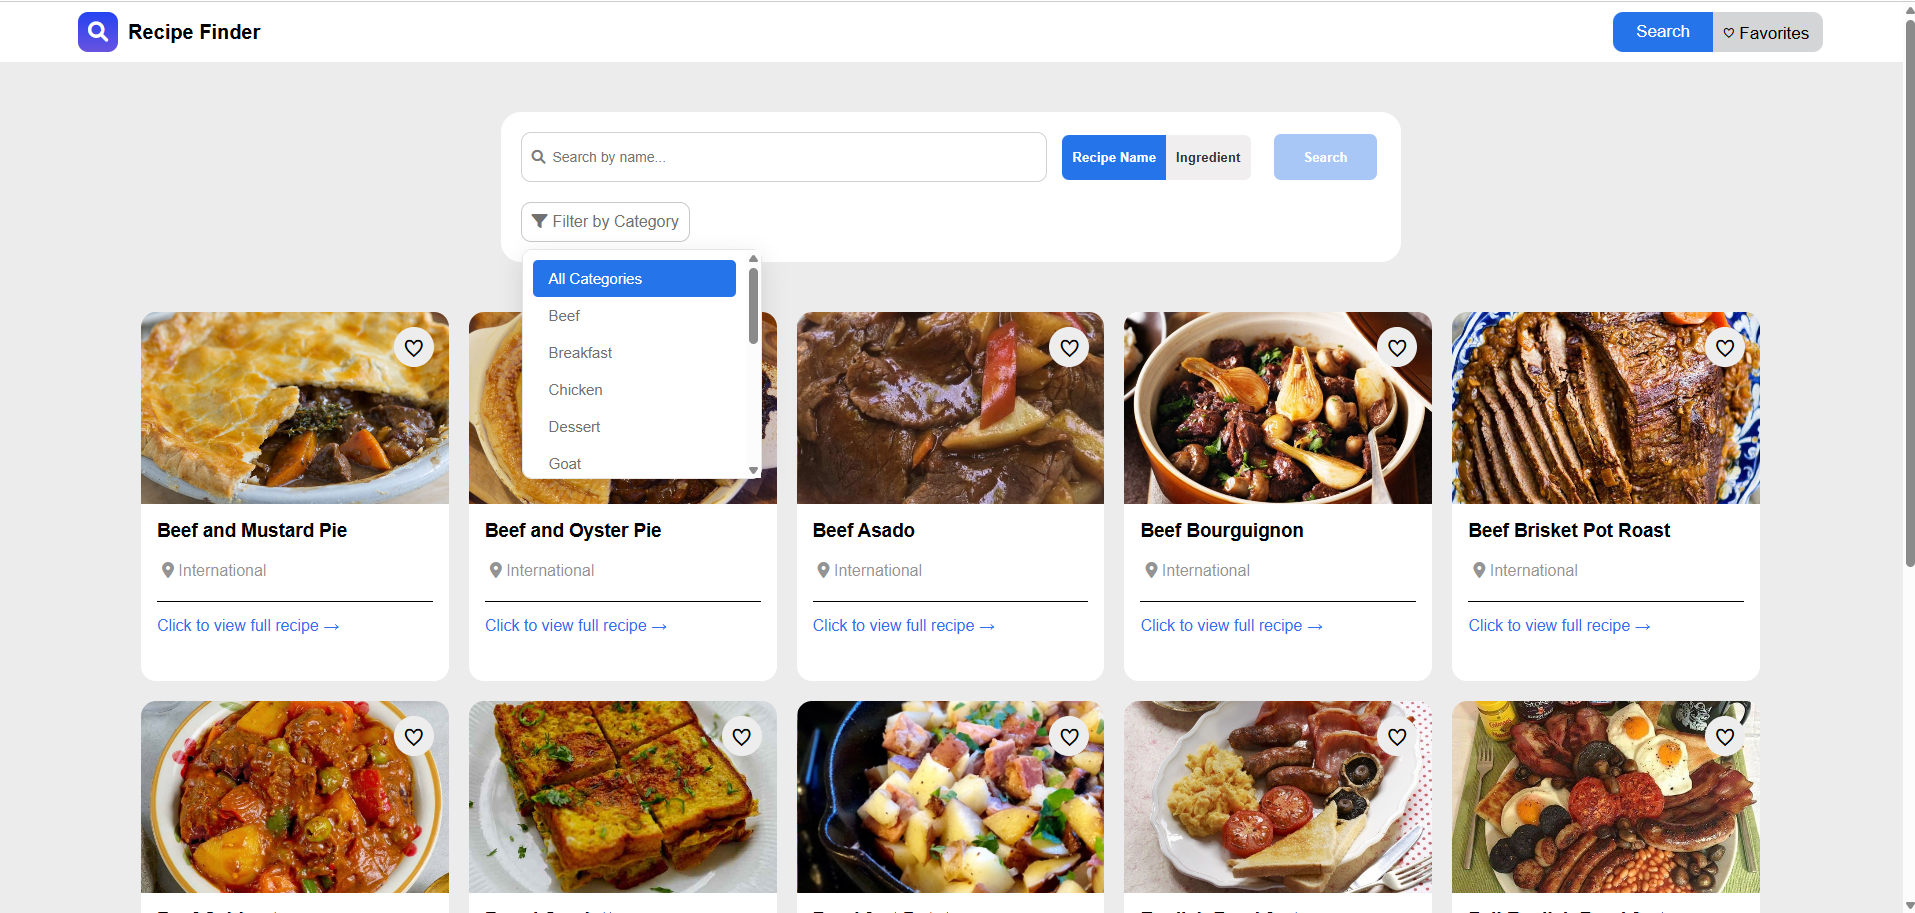 Recipe Finder
Search
♡ Favorites
Search by name...
Recipe Name
Ingredient
Search
Filter by Category
All Categories
Beef
Breakfast
Chicken
Dessert
Goat
Beef and Mustard Pie
Beef and Oyster Pie
Beef Asado
Beef Bourguignon
Beef Brisket Pot Roast
International
International
International
International
International
Click to view full recipe →
Click to view full recipe →
Click to view full recipe →
Click to view full recipe →
Click to view full recipe →